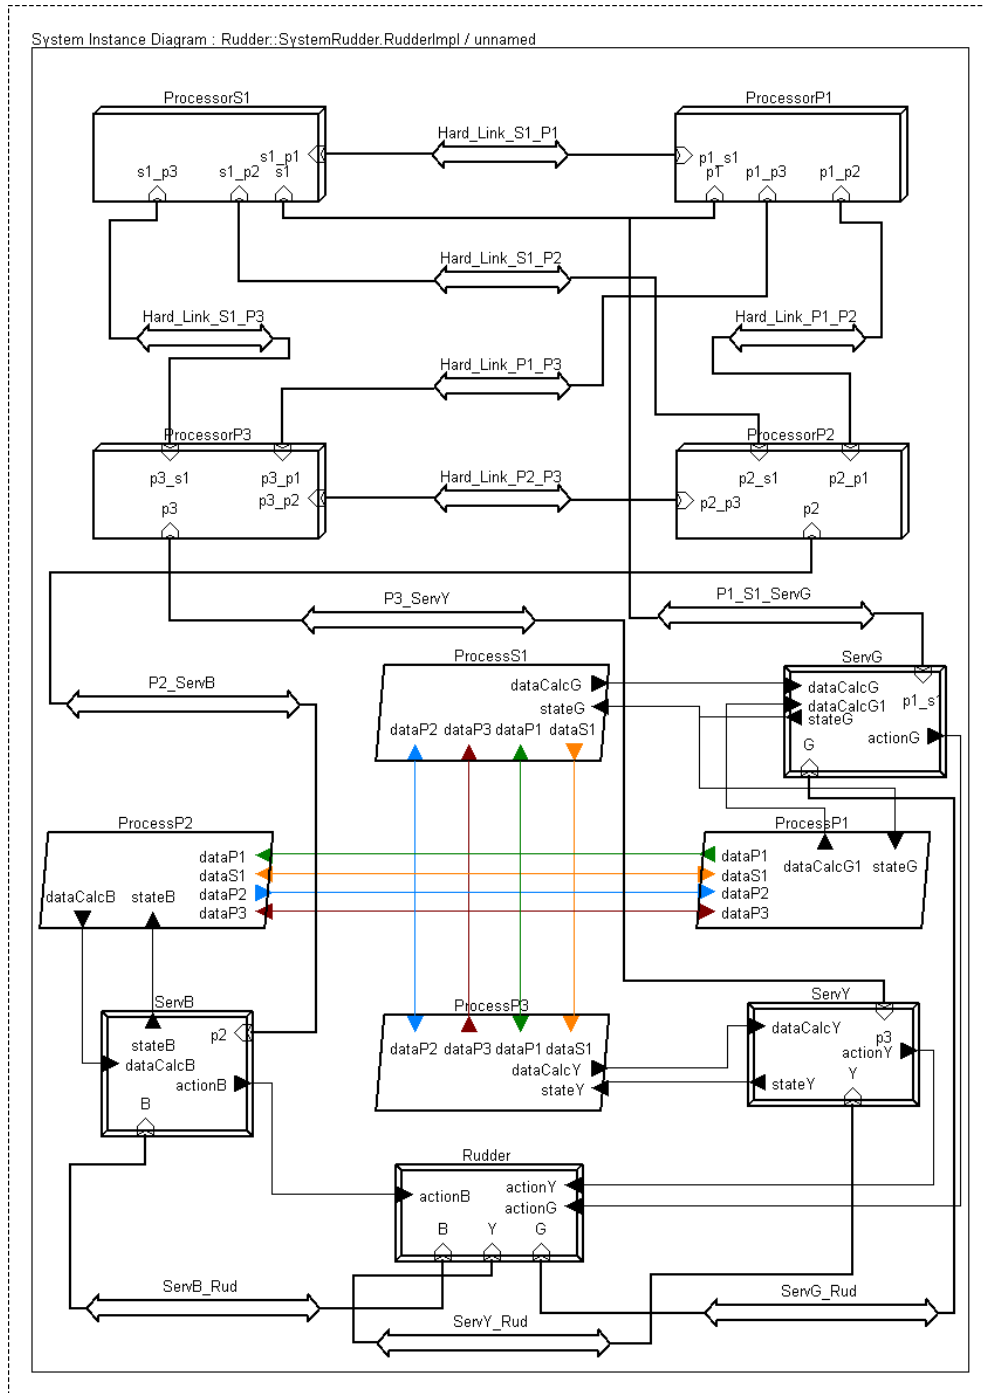 System Instance Diagram : Rudder::SystemRudder.RudderImpl / unnamed
ProcessorS1
ProcessorP1
Hard_Link_S1_P1
s1_p1
s1_p3
s1_p2
s1
p1_s1
p1
p1_p3
p1_p2
Hard_Link_S1_P2
Hard_Link_S1_P3
Hard_Link_P1_P2
Hard_Link_P1_P3
ProcessorP3
ProcessorP2
p3_s1
p3_p1
p3_p2
p3
Hard_Link_P2_P3
p2_s1
p2_p1
p2_p3
p2
P3_ServY
P1_S1_ServG
P2_ServB
ProcessS1
dataCalcG
stateG
dataP2 dataP3 dataP1 dataS1
ServG
dataCalcG
p1_s1
dataCalcG1
stateG
actionG
G
ProcessP2
dataP1
dataS1
dataP2
dataP3
dataCalcB stateB
ProcessP1
dataP1
dataS1
dataP2
dataP3
dataCalcG1 stateG
ServB
p2
stateB
dataCalcB
actionB
B
ProcessP3
dataP2 dataP3 dataP1 dataS1
dataCalcY
stateY
ServY
dataCalcY
p3
actionY
stateY
Y
Rudder
actionY
actionB
actionG
B Y G
ServB_Rud
ServY_Rud
ServG_Rud